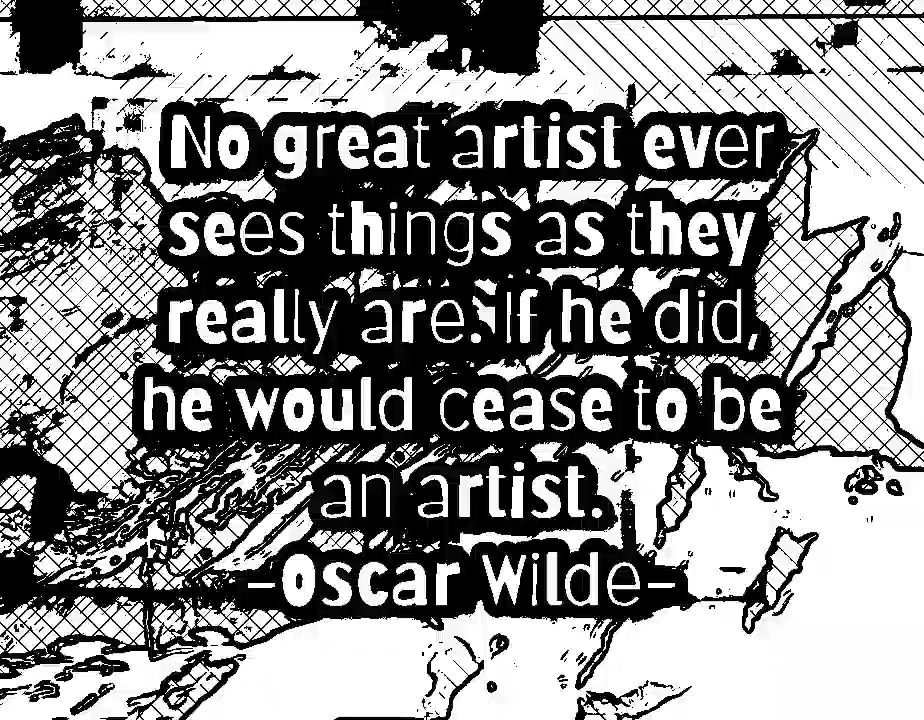 No great artist ever
sees things as they
really are. If he did,
he would cease to be
an artist.
-Oscar Wilde-